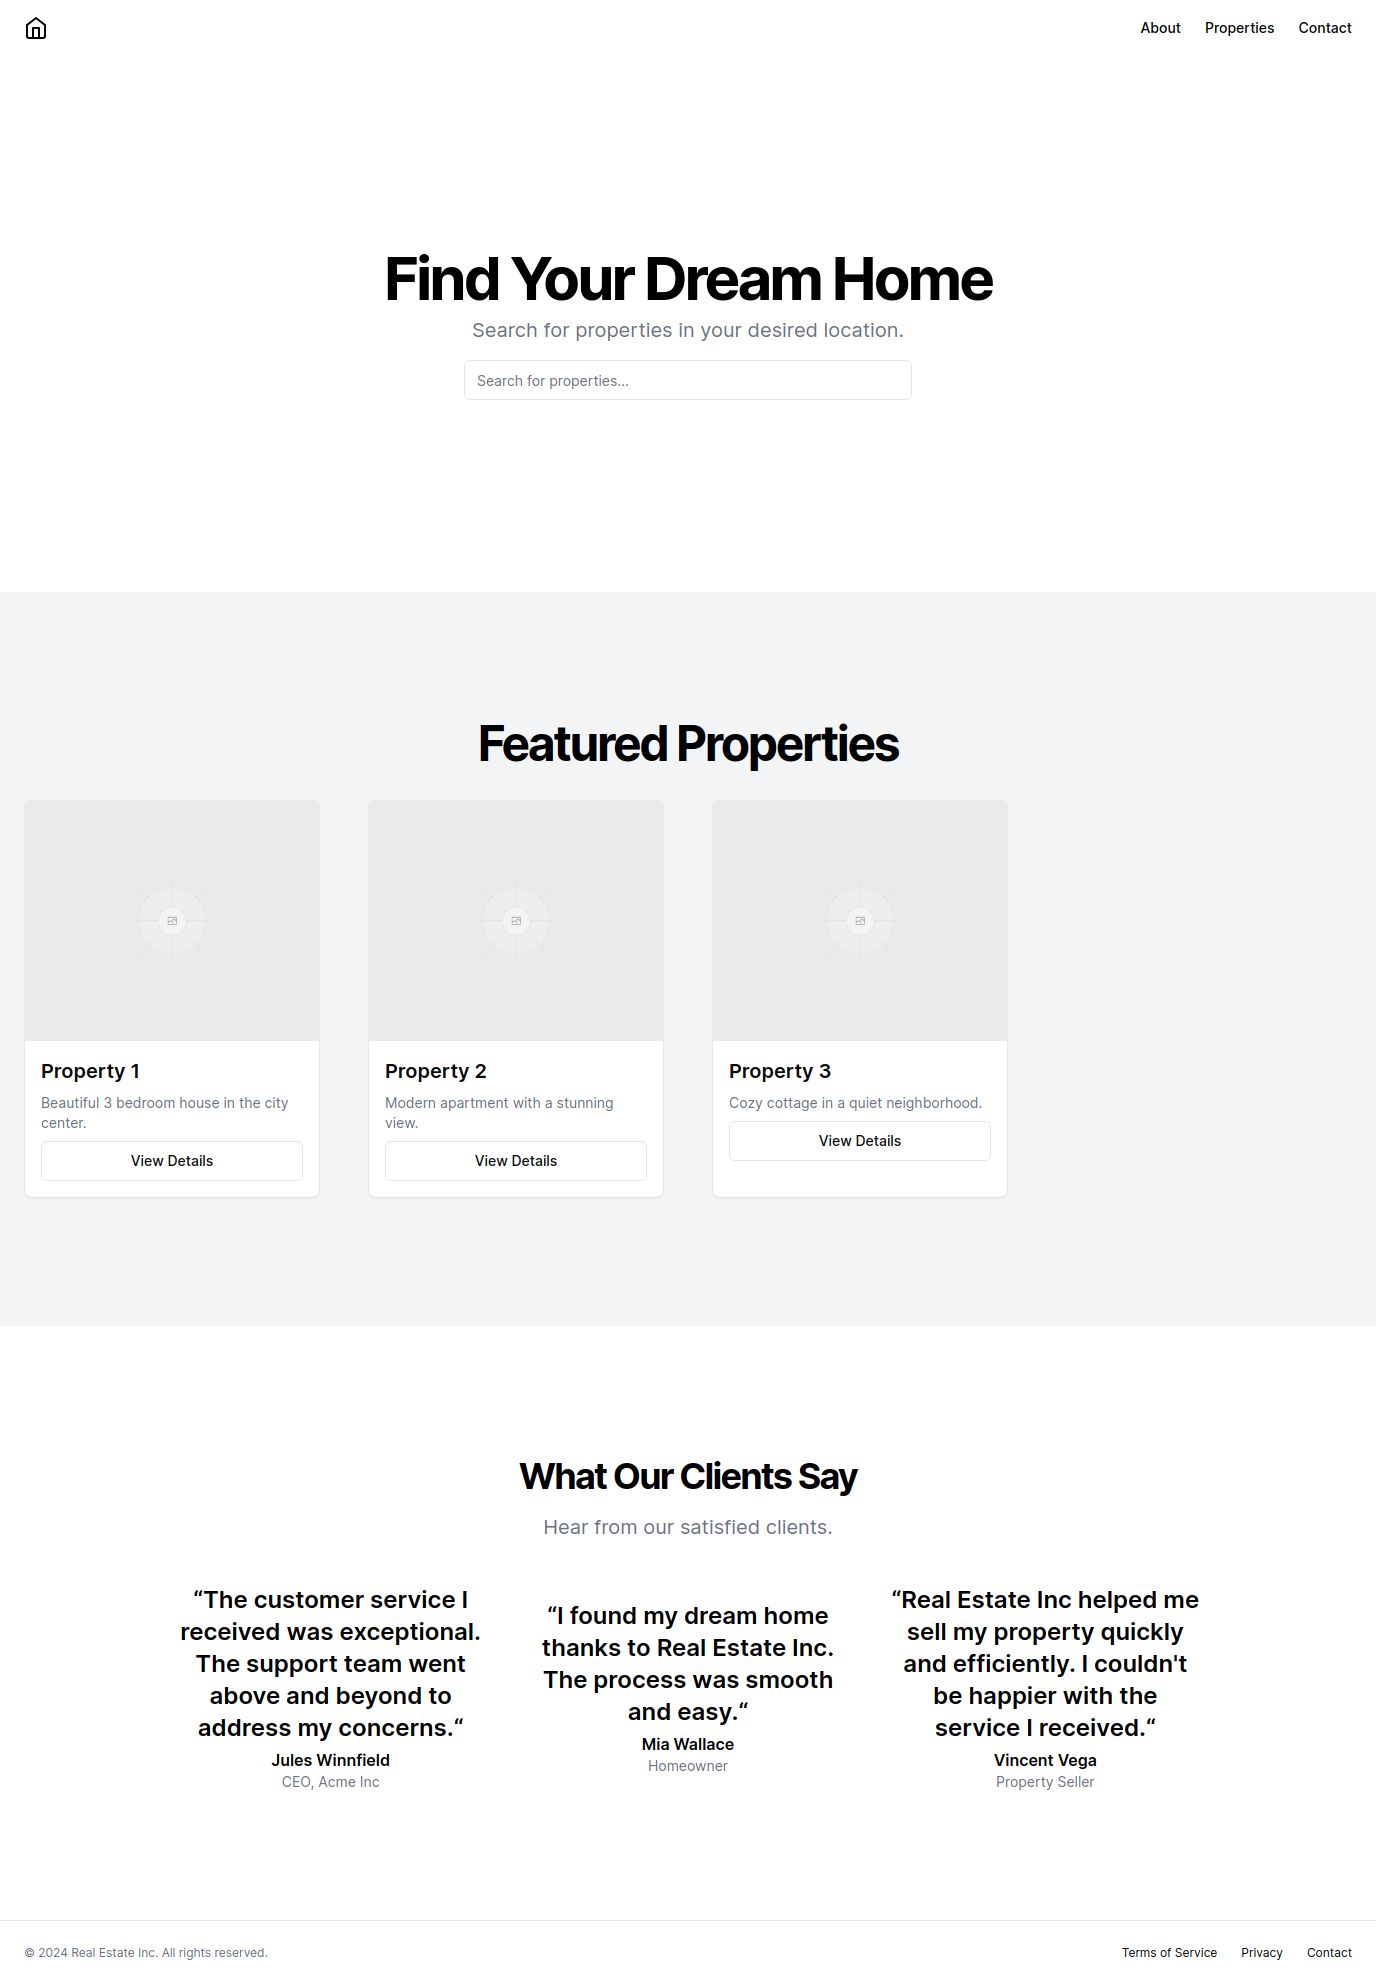 About Properties Contact
Find Your Dream Home
Search for properties in your desired location.
Search for properties...
Featured Properties
Property 1
Beautiful 3 bedroom house in the city
center.
View Details
Property 2
Modern apartment with a stunning
view.
View Details
Property 3
Cozy cottage in a quiet neighborhood.
View Details
What Our Clients Say
Hear from our satisfied clients.
“The customer service I
received was exceptional.
The support team went
above and beyond to
address my concerns.“
Jules Winnfield
CEO, Acme Inc
“I found my dream home
thanks to Real Estate Inc.
The process was smooth
and easy.“
Mia Wallace
Homeowner
“Real Estate Inc helped me
sell my property quickly
and efficiently. I couldn't
be happier with the
service I received.“
Vincent Vega
Property Seller
© 2024 Real Estate Inc. All rights reserved.
Terms of Service Privacy Contact